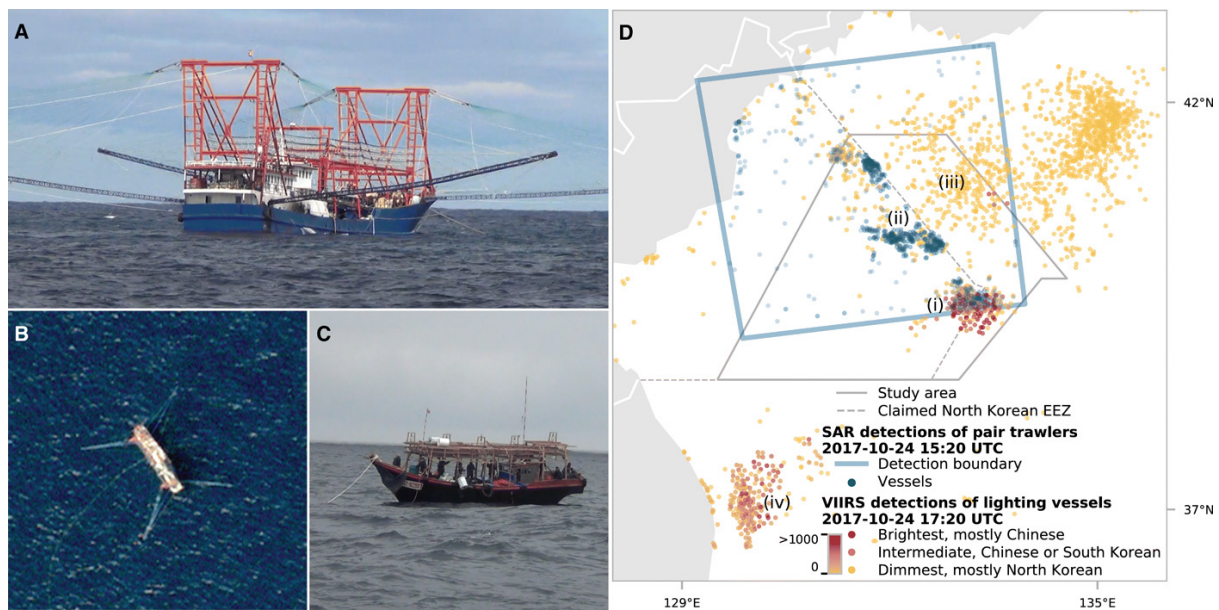 A
B
C
D
42°N
(iii)
(ii)
(i)
Study area
Claimed North Korean EEZ
SAR detections of pair trawlers
2017-10-24 15:20 UTC
Detection boundary
Vessels
(iv)
37°N
VIIRS detections of lighting vessels
2017-10-24 17:20 UTC
>1000
Brightest, mostly Chinese
Intermediate, Chinese or South Korean
0
Dimmest, mostly North Korean
129°E
135°E